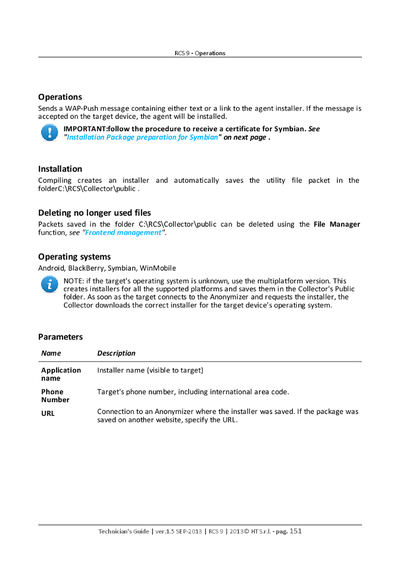 RCS 9 - Operations
Operations
Sends a WAP-Push message containing either text or a link to the agent installer. If the message is
accepted on the target device, the agent will be installed.
IMPORTANT:follow the procedure to receive a certificate for Symbian. See
"Installation Package preparation for Symbian" on next page .
Installation
Compiling creates an installer and automatically saves the utility file packet in the
folderC:\RCS\Collector\public .
Deleting no longer used files
Packets saved in the folder C:\RCS\Collector\public can be deleted using the File Manager
function, see "Frontend management".
Operating systems
Android, BlackBerry, Symbian, WinMobile
NOTE: if the target's operating system is unknown, use the multiplatform version. This
creates installers for all the supported platforms and saves them in the Collector's Public
folder. As soon as the target connects to the Anonymizer and requests the installer, the
Collector downloads the correct installer for the target device's operating system.
Parameters
Name Description
Application Installer name (visible to target)
name
Phone Target's phone number, including international area code.
Number
URL Connection to an Anonymizer where the installer was saved. If the package was
saved on another website, specify the URL.
Technician's Guide | ver.1.5 SEP-2013 | RCS 9 | 2013© HT S.r.l. - pag. 151